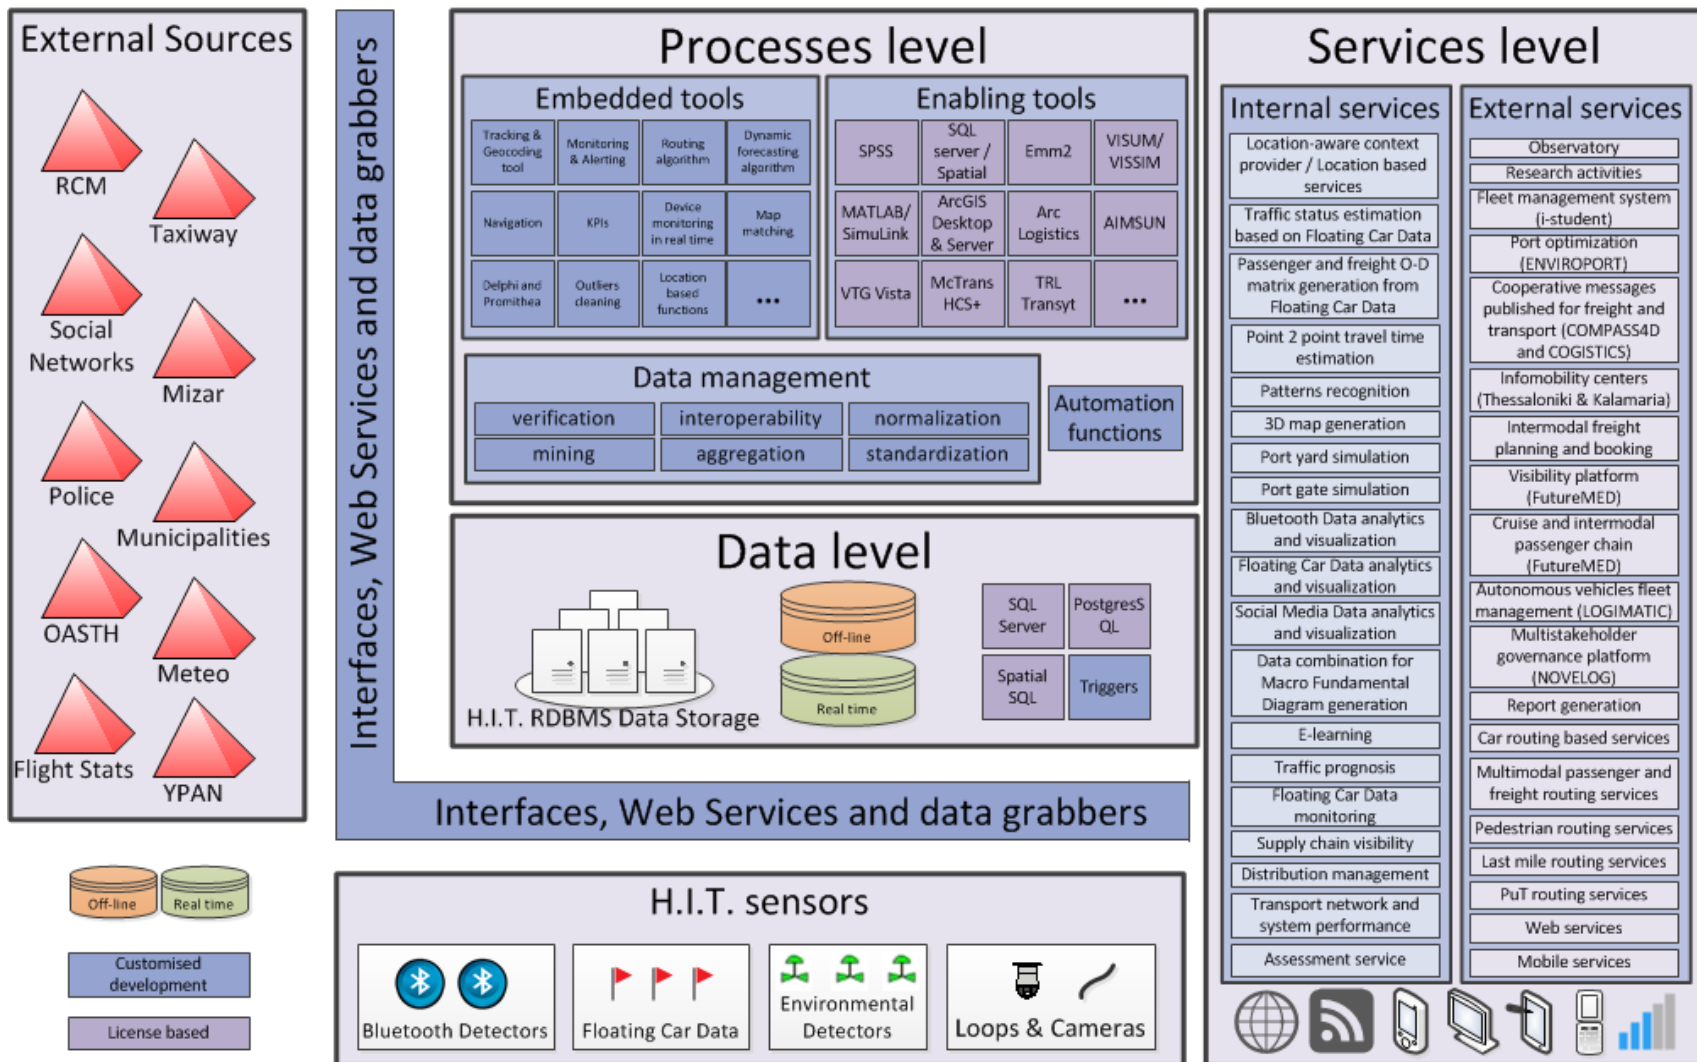 External Sources
RCM
Taxiway
Social
Networks
Mizar
Police
Municipalities
OASTH
Meteo
Flight Stats
YPAN
Off-line
Real time
Customised
development
License based
Interfaces, Web Services and data grabbers
Interfaces, Web Services and data grabbers
Processes level
Embedded tools
Tracking &
Geocoding
tool
Monitoring
& Alerting
Routing
algorithm
Dynamic
forecasting
algorithm
Navigation
KPIs
Device
monitoring
in real time
Map
matching
Delphi and
Promithea
Outliers
cleaning
Location
based
functions
...
Enabling tools
SPSS
SQL
server /
Spatial
Emm2
VISUM/
VISSIM
MATLAB/
SimuLink
ArcGIS
Desktop
& Server
Arc
Logistics
AIMSUN
VTG Vista
McTrans
HCS+
TRL
Transyt
...
Data management
verification
interoperability
normalization
mining
aggregation
standardization
Automation
functions
Data level
H.I.T. RDBMS Data Storage
Off-line
Real time
SQL
Server
PostgresS
QL
Spatial
SQL
Triggers
H.I.T. sensors
Bluetooth Detectors
Floating Car Data
Environmental
Detectors
Loops & Cameras
Services level
Internal services
Location-aware context
provider / Location based
services
Traffic status estimation
based on Floating Car Data
Passenger and freight O-D
matrix generation from
Floating Car Data
Point 2 point travel time
estimation
Patterns recognition
3D map generation
Port yard simulation
Port gate simulation
Bluetooth Data analytics
and visualization
Floating Car Data analytics
and visualization
Social Media Data analytics
and visualization
Data combination for
Macro Fundamental
Diagram generation
E-learning
Traffic prognosis
Floating Car Data
monitoring
Supply chain visibility
Distribution management
Transport network and
system performance
Assessment service
External services
Observatory
Research activities
Fleet management system
(i-student)
Port optimization
(ENVIROPORT)
Cooperative messages
published for freight and
transport (COMPASS4D
and COGISTICS)
Infomobility centers
(Thessaloniki & Kalamaria)
Intermodal freight
planning and booking
Visibility platform
(FutureMED)
Cruise and intermodal
passenger chain
(FutureMED)
Autonomous vehicles fleet
management (LOGIMATIC)
Multistakeholder
governance platform
(NOVELOG)
Report generation
Car routing based services
Multimodal passenger and
freight routing services
Pedestrian routing services
Last mile routing services
PuT routing services
Web services
Mobile services